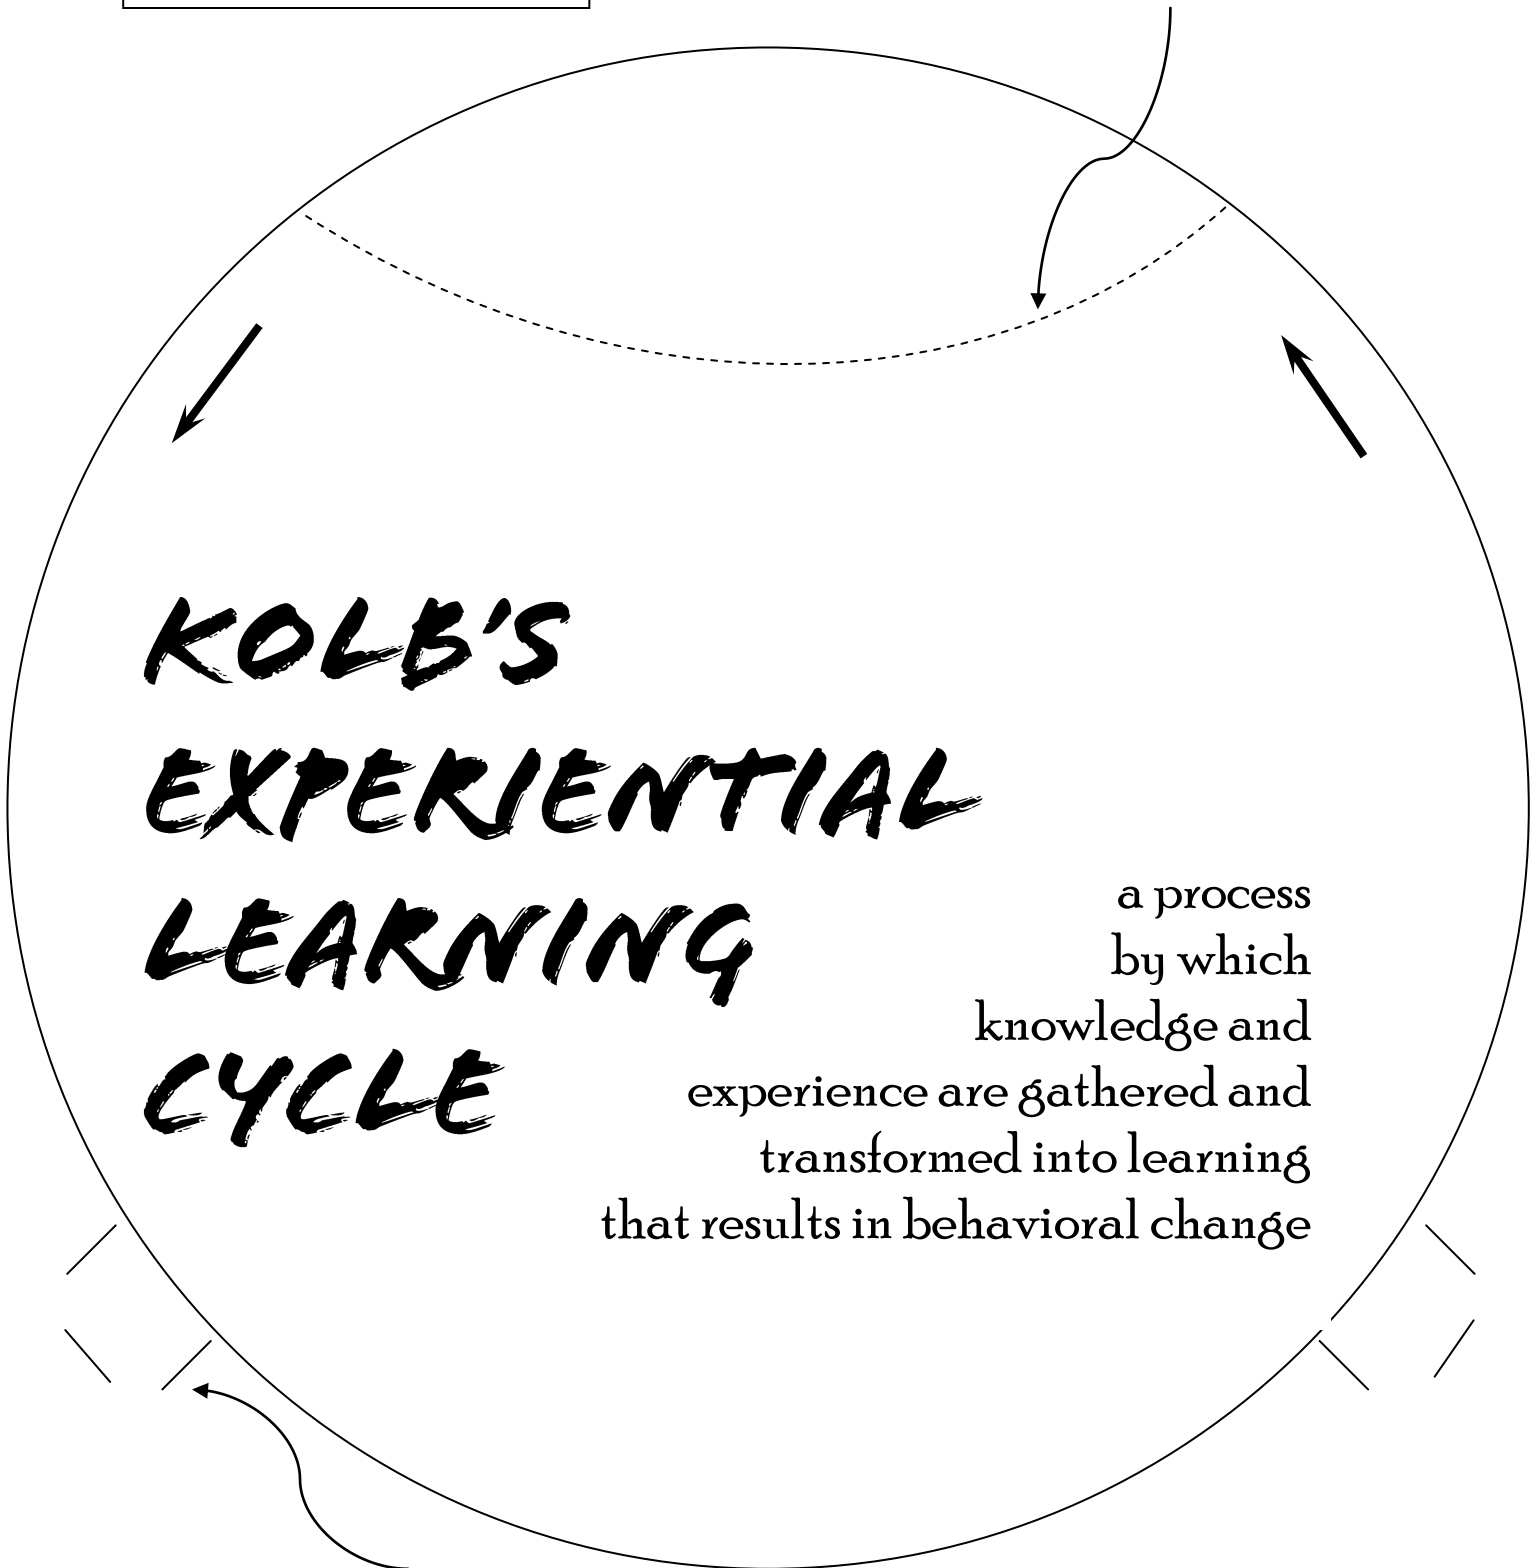 KOLB'S
EXPERIENTIAL
LEARNING
CYCLE
a process
by which
knowledge and
experience are gathered and
transformed into learning
that results in behavioral change